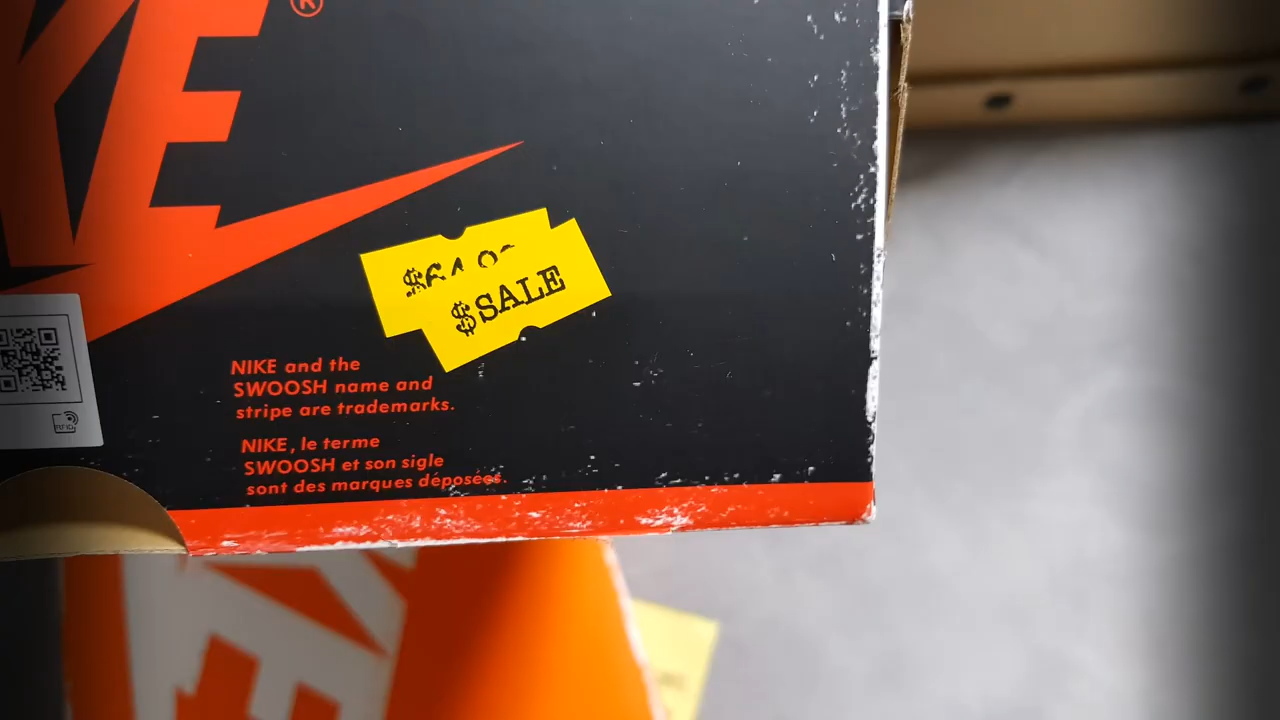 ®
$SALE
NIKE and the
SWOOSH name and
stripe are trademarks.
NIKE, le terme
SWOOSH et son sigle
sont des marques déposées.